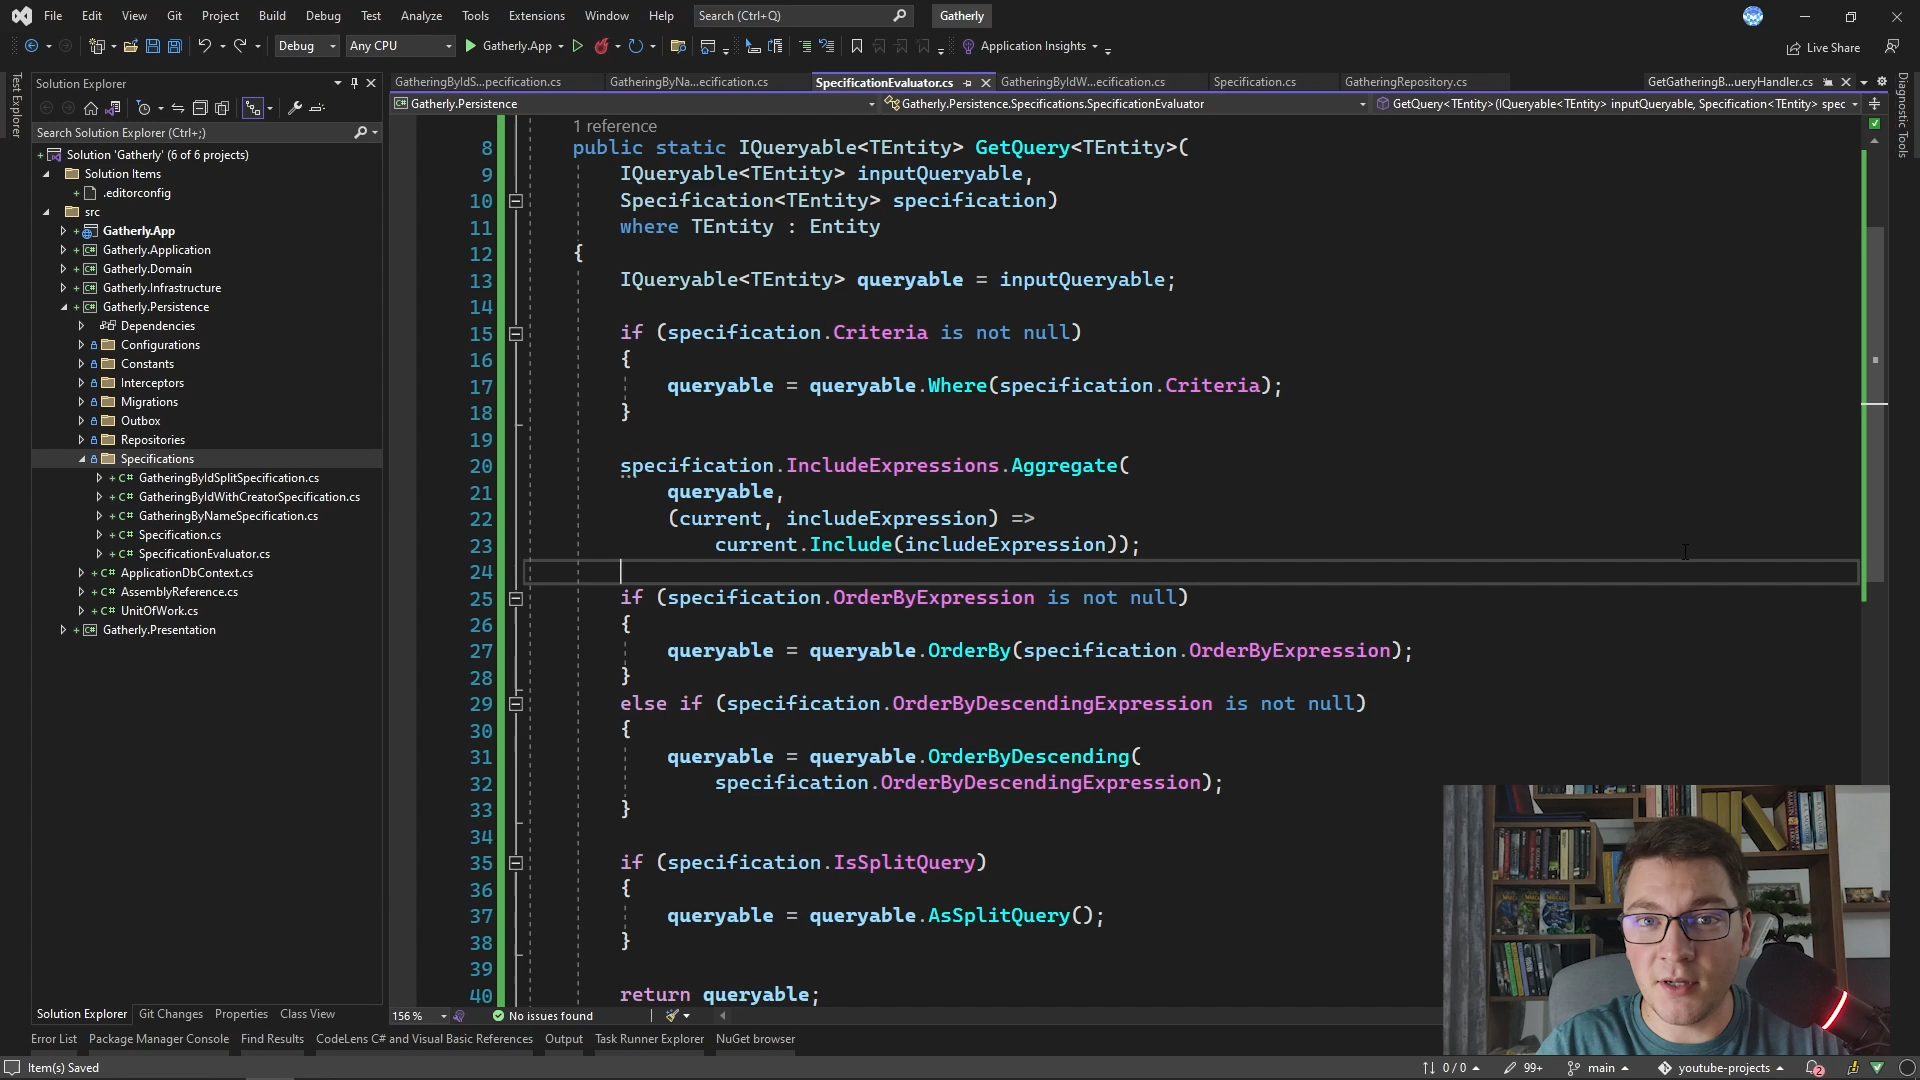 File Edit View Git Project Build Debug Test Analyze Tools Extensions Window Help Search (Ctrl+Q) Gatherly
Debug Any CPU Gatherly.App Application Insights Live Share
Test Explorer
Solution Explorer
Search Solution Explorer (Ctrl+;)
Solution 'Gatherly' (6 of 6 projects)
Solution Items
.editorconfig
src
Gatherly.App
Gatherly.Application
Gatherly.Domain
Gatherly.Infrastructure
Gatherly.Persistence
Dependencies
Configurations
Constants
Interceptors
Migrations
Outbox
Repositories
Specifications
GatheringByIdSplitSpecification.cs
GatheringByIdWithCreatorSpecification.cs
GatheringByNameSpecification.cs
Specification.cs
SpecificationEvaluator.cs
ApplicationDbContext.cs
AssemblyReference.cs
UnitOfWork.cs
Gatherly.Presentation
Solution Explorer Git Changes Properties Class View
GatheringByIdS...pecification.cs GatheringByNa...ecification.cs SpecificationEvaluator.cs GatheringByIdW...ecification.cs Specification.cs GatheringRepository.cs GetGatheringB...ueryHandler.cs
Gatherly.Persistence Gatherly.Persistence.Specifications.SpecificationEvaluator GetQuery<TEntity>(IQueryable<TEntity> inputQueryable, Specification<TEntity> spec
1 reference
8 public static IQueryable<TEntity> GetQuery<TEntity>(
9 IQueryable<TEntity> inputQueryable,
10 Specification<TEntity> specification)
11 where TEntity : Entity
12 {
13 IQueryable<TEntity> queryable = inputQueryable;
14
15 if (specification.Criteria is not null)
16 {
17 queryable = queryable.Where(specification.Criteria);
18 }
19
20 specification.IncludeExpressions.Aggregate(
21 queryable,
22 (current, includeExpression) =>
23 current.Include(includeExpression));
24
25 if (specification.OrderByExpression is not null)
26 {
27 queryable = queryable.OrderBy(specification.OrderByExpression);
28 }
29 else if (specification.OrderByDescendingExpression is not null)
30 {
31 queryable = queryable.OrderByDescending(
32 specification.OrderByDescendingExpression);
33 }
34
35 if (specification.IsSplitQuery)
36 {
37 queryable = queryable.AsSplitQuery();
38 }
39
40 return queryable;
Diagnostic Tools
156 % No issues found
Error List Package Manager Console Find Results CodeLens C# and Visual Basic References Output Task Runner Explorer NuGet browser
Item(s) Saved 0 / 0 99+ main youtube-projects 2